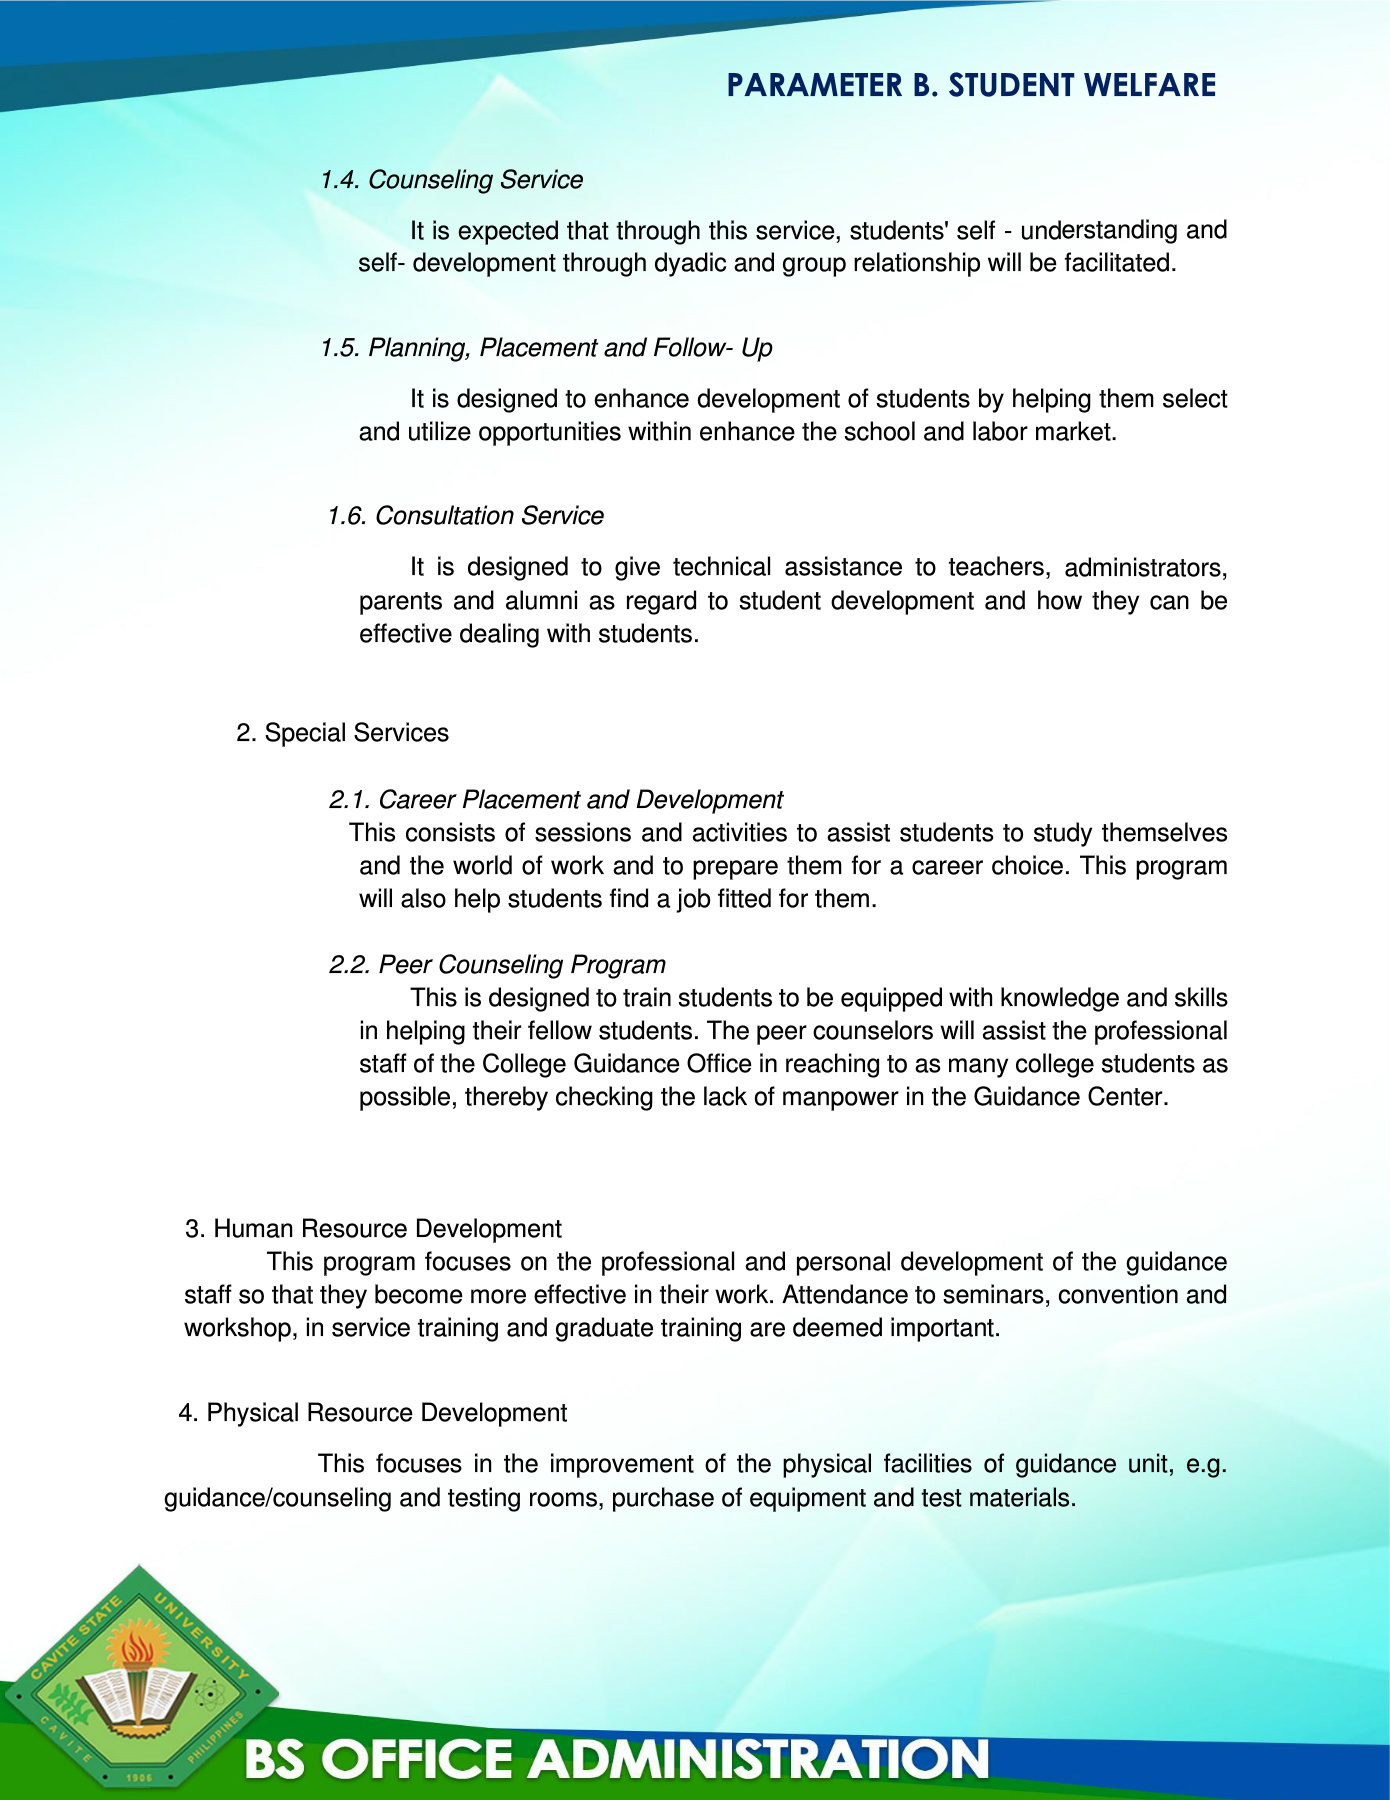 PARAMETER B. STUDENT WELFARE
1.4. Counseling Service
It is expected that through this service, students' self - understanding and
self- development through dyadic and group relationship will be facilitated.
1.5. Planning, Placement and Follow- Up
It is designed to enhance development of students by helping them select
and utilize opportunities within enhance the school and labor market.
1.6. Consultation Service
It is designed to give technical assistance to teachers, administrators,
parents and alumni as regard to student development and how they can be
effective dealing with students.
2. Special Services
2.1. Career Placement and Development
This consists of sessions and activities to assist students to study themselves
and the world of work and to prepare them for a career choice. This program
will also help students find a job fitted for them.
2.2. Peer Counseling Program
This is designed to train students to be equipped with knowledge and skills
in helping their fellow students. The peer counselors will assist the professional
staff of the College Guidance Office in reaching to as many college students as
possible, thereby checking the lack of manpower in the Guidance Center.
3. Human Resource Development
This program focuses on the professional and personal development of the guidance
staff so that they become more effective in their work. Attendance to seminars, convention and
workshop, in service training and graduate training are deemed important.
4. Physical Resource Development
This focuses in the improvement of the physical facilities of guidance unit, e.g.
guidance/counseling and testing rooms, purchase of equipment and test materials.
CAVITE STATE UNIVERSITY
CAVITE PHILIPPINES
1906
BS OFFICE ADMINISTRATION